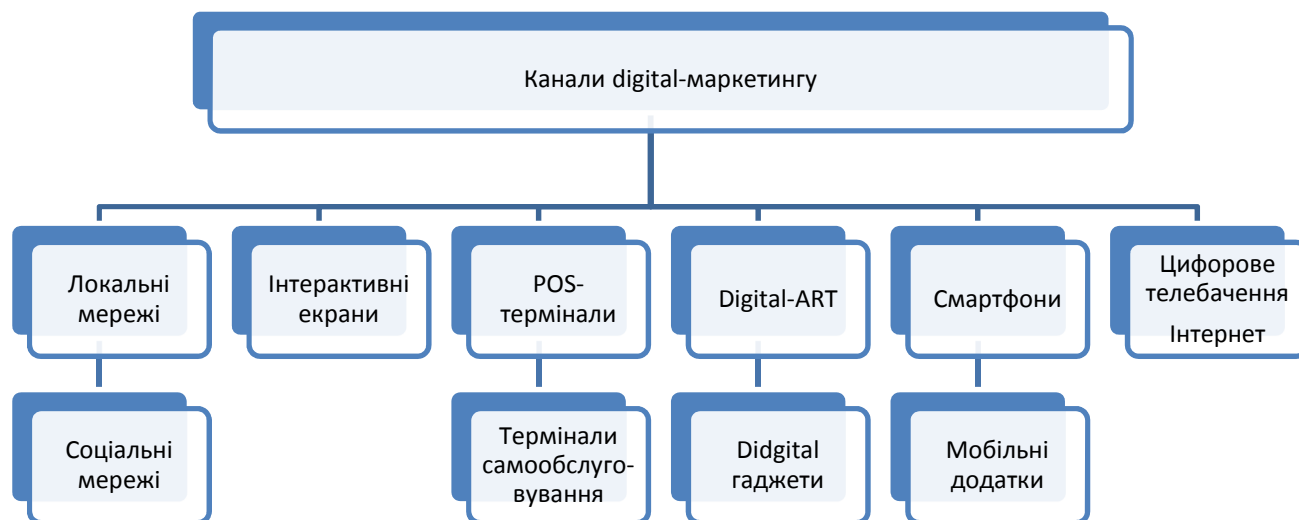 Канали digital-маркетингу
Локальні
мережі
Інтерактивні
екрани
POS-
термінали
Digital-ART
Смартфони
Цифорове
телебачення
Інтернет
Соціальні
мережі
Термінали
самообслуго-
вування
Didgital
гаджети
Мобільні
додатки